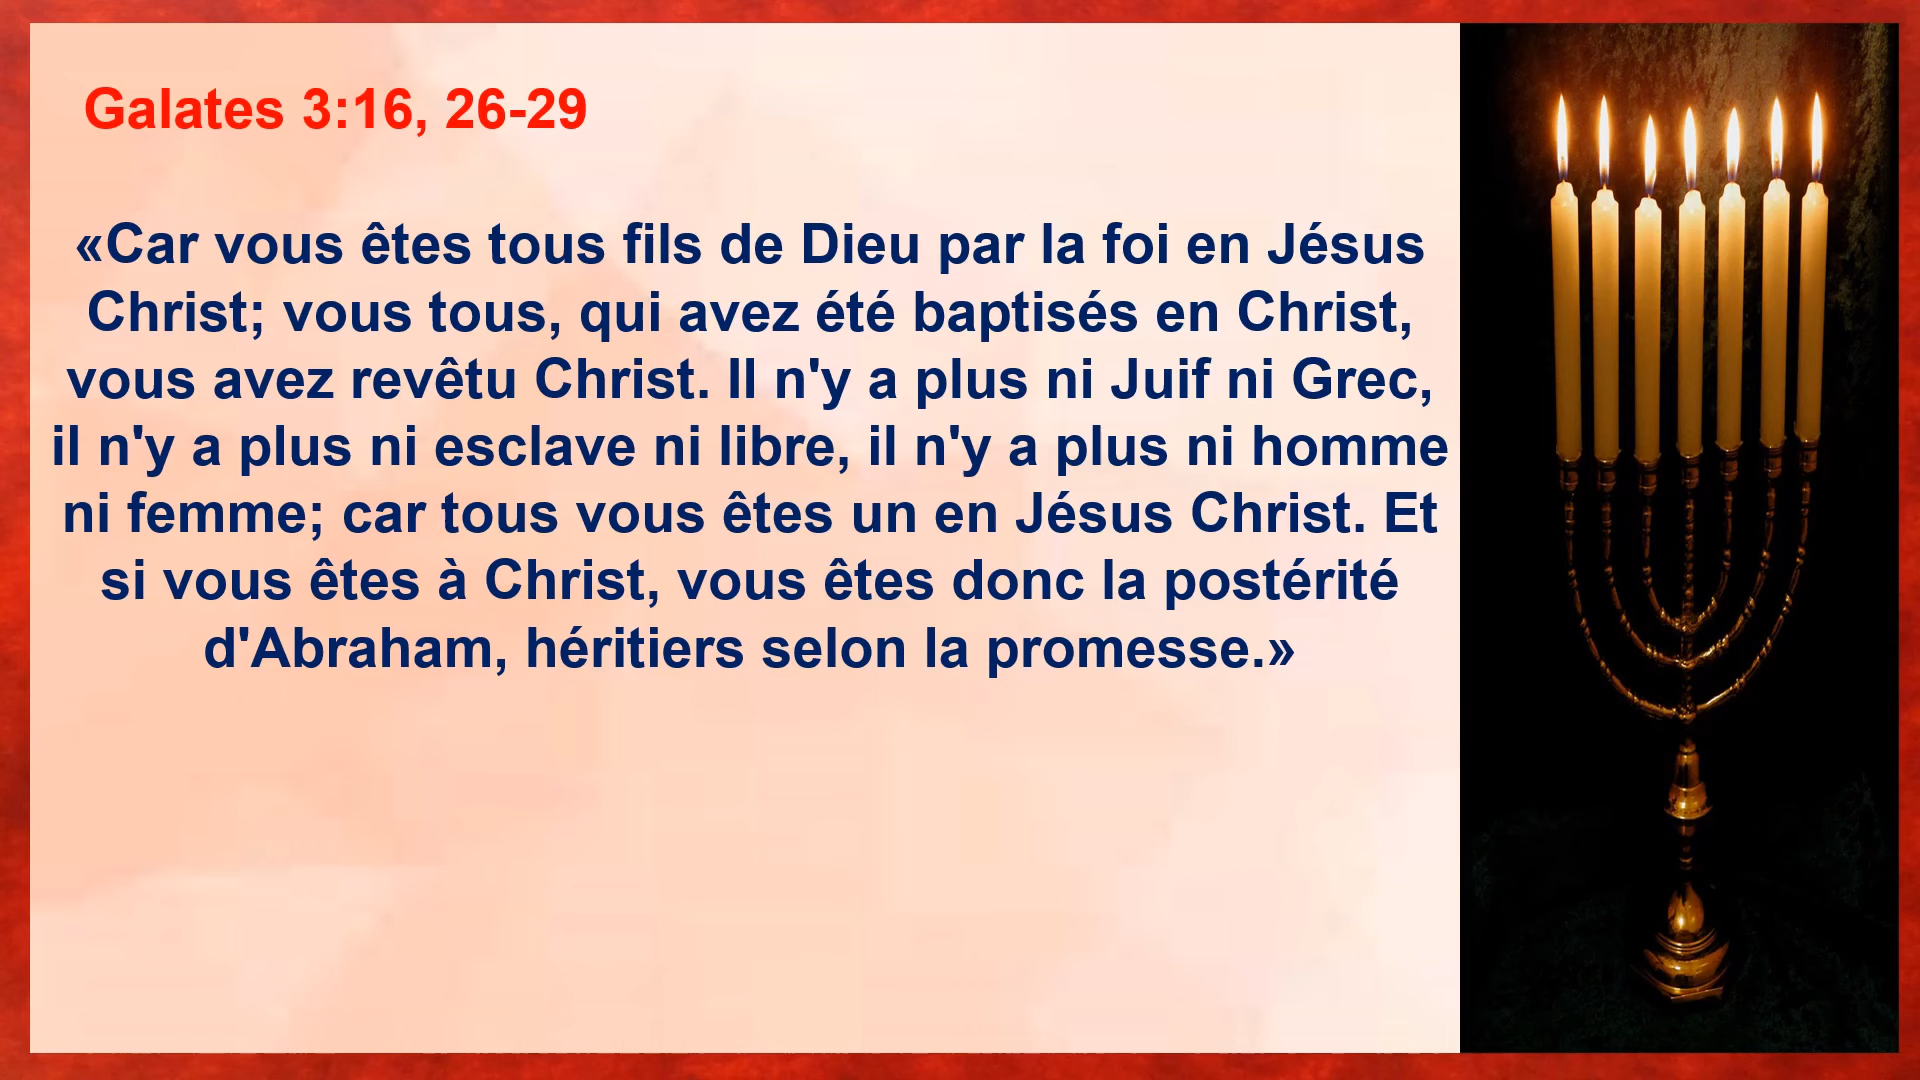 Galates 3:16, 26-29
«Car vous êtes tous fils de Dieu par la foi en Jésus
Christ; vous tous, qui avez été baptisés en Christ,
vous avez revêtu Christ. Il n'y a plus ni Juif ni Grec,
il n'y a plus ni esclave ni libre, il n'y a plus ni homme
ni femme; car tous vous êtes un en Jésus Christ. Et
si vous êtes à Christ, vous êtes donc la postérité
d'Abraham, héritiers selon la promesse.»